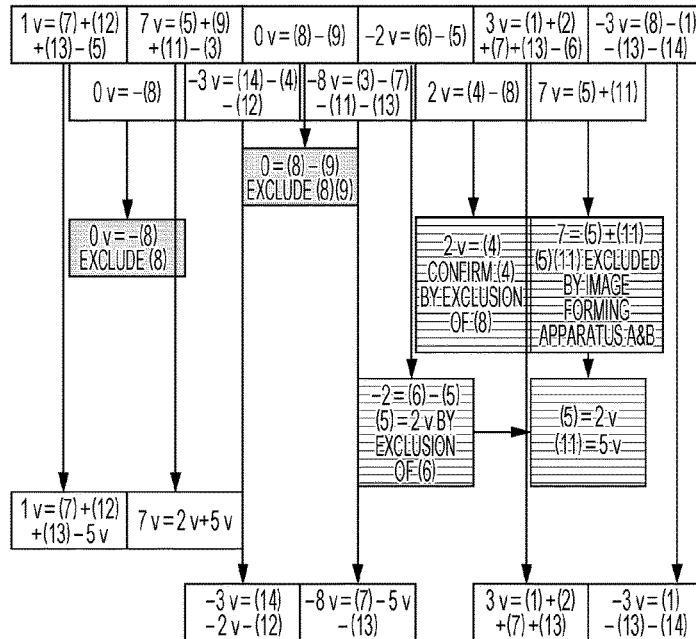 1 v = (7) + (12)
+(13) – (5)
7 v = (5) + (9)
+(11) – (3)
0 v = (8) – (9)
–2 v = (6) – (5)
3 v = (1) + (2)
+(7) + (13) – (6)
–3 v = (8) – (1)
–(13) – (14)
0 v = –(8)
–3 v = (14) – (4)
–(12)
–8 v = (3) – (7)
–(11) – (13)
2 v = (4) – (8)
7 v = (5) + (11)
0 = (8) – (9)
EXCLUDE (8)(9)
0 v = –(8)
EXCLUDE (8)
2 v = (4)
CONFIRM (4)
BY EXCLUSION
OF (8)
7 = (5) + (11)
(5)(11) EXCLUDED
BY IMAGE
FORMING
APPARATUS A&B
–2 = (6) – (5)
(5) = 2 v BY
EXCLUSION
OF (6)
(5) = 2 v
(11) = 5 v
1 v = (7) + (12)
+(13) – 5 v
7 v = 2 v + 5 v
–3 v = (14)
–2 v – (12)
–8 v = (7) – 5 v
–(13)
3 v = (1) + (2)
+(7) + (13)
–3 v = (1)
–(13) – (14)